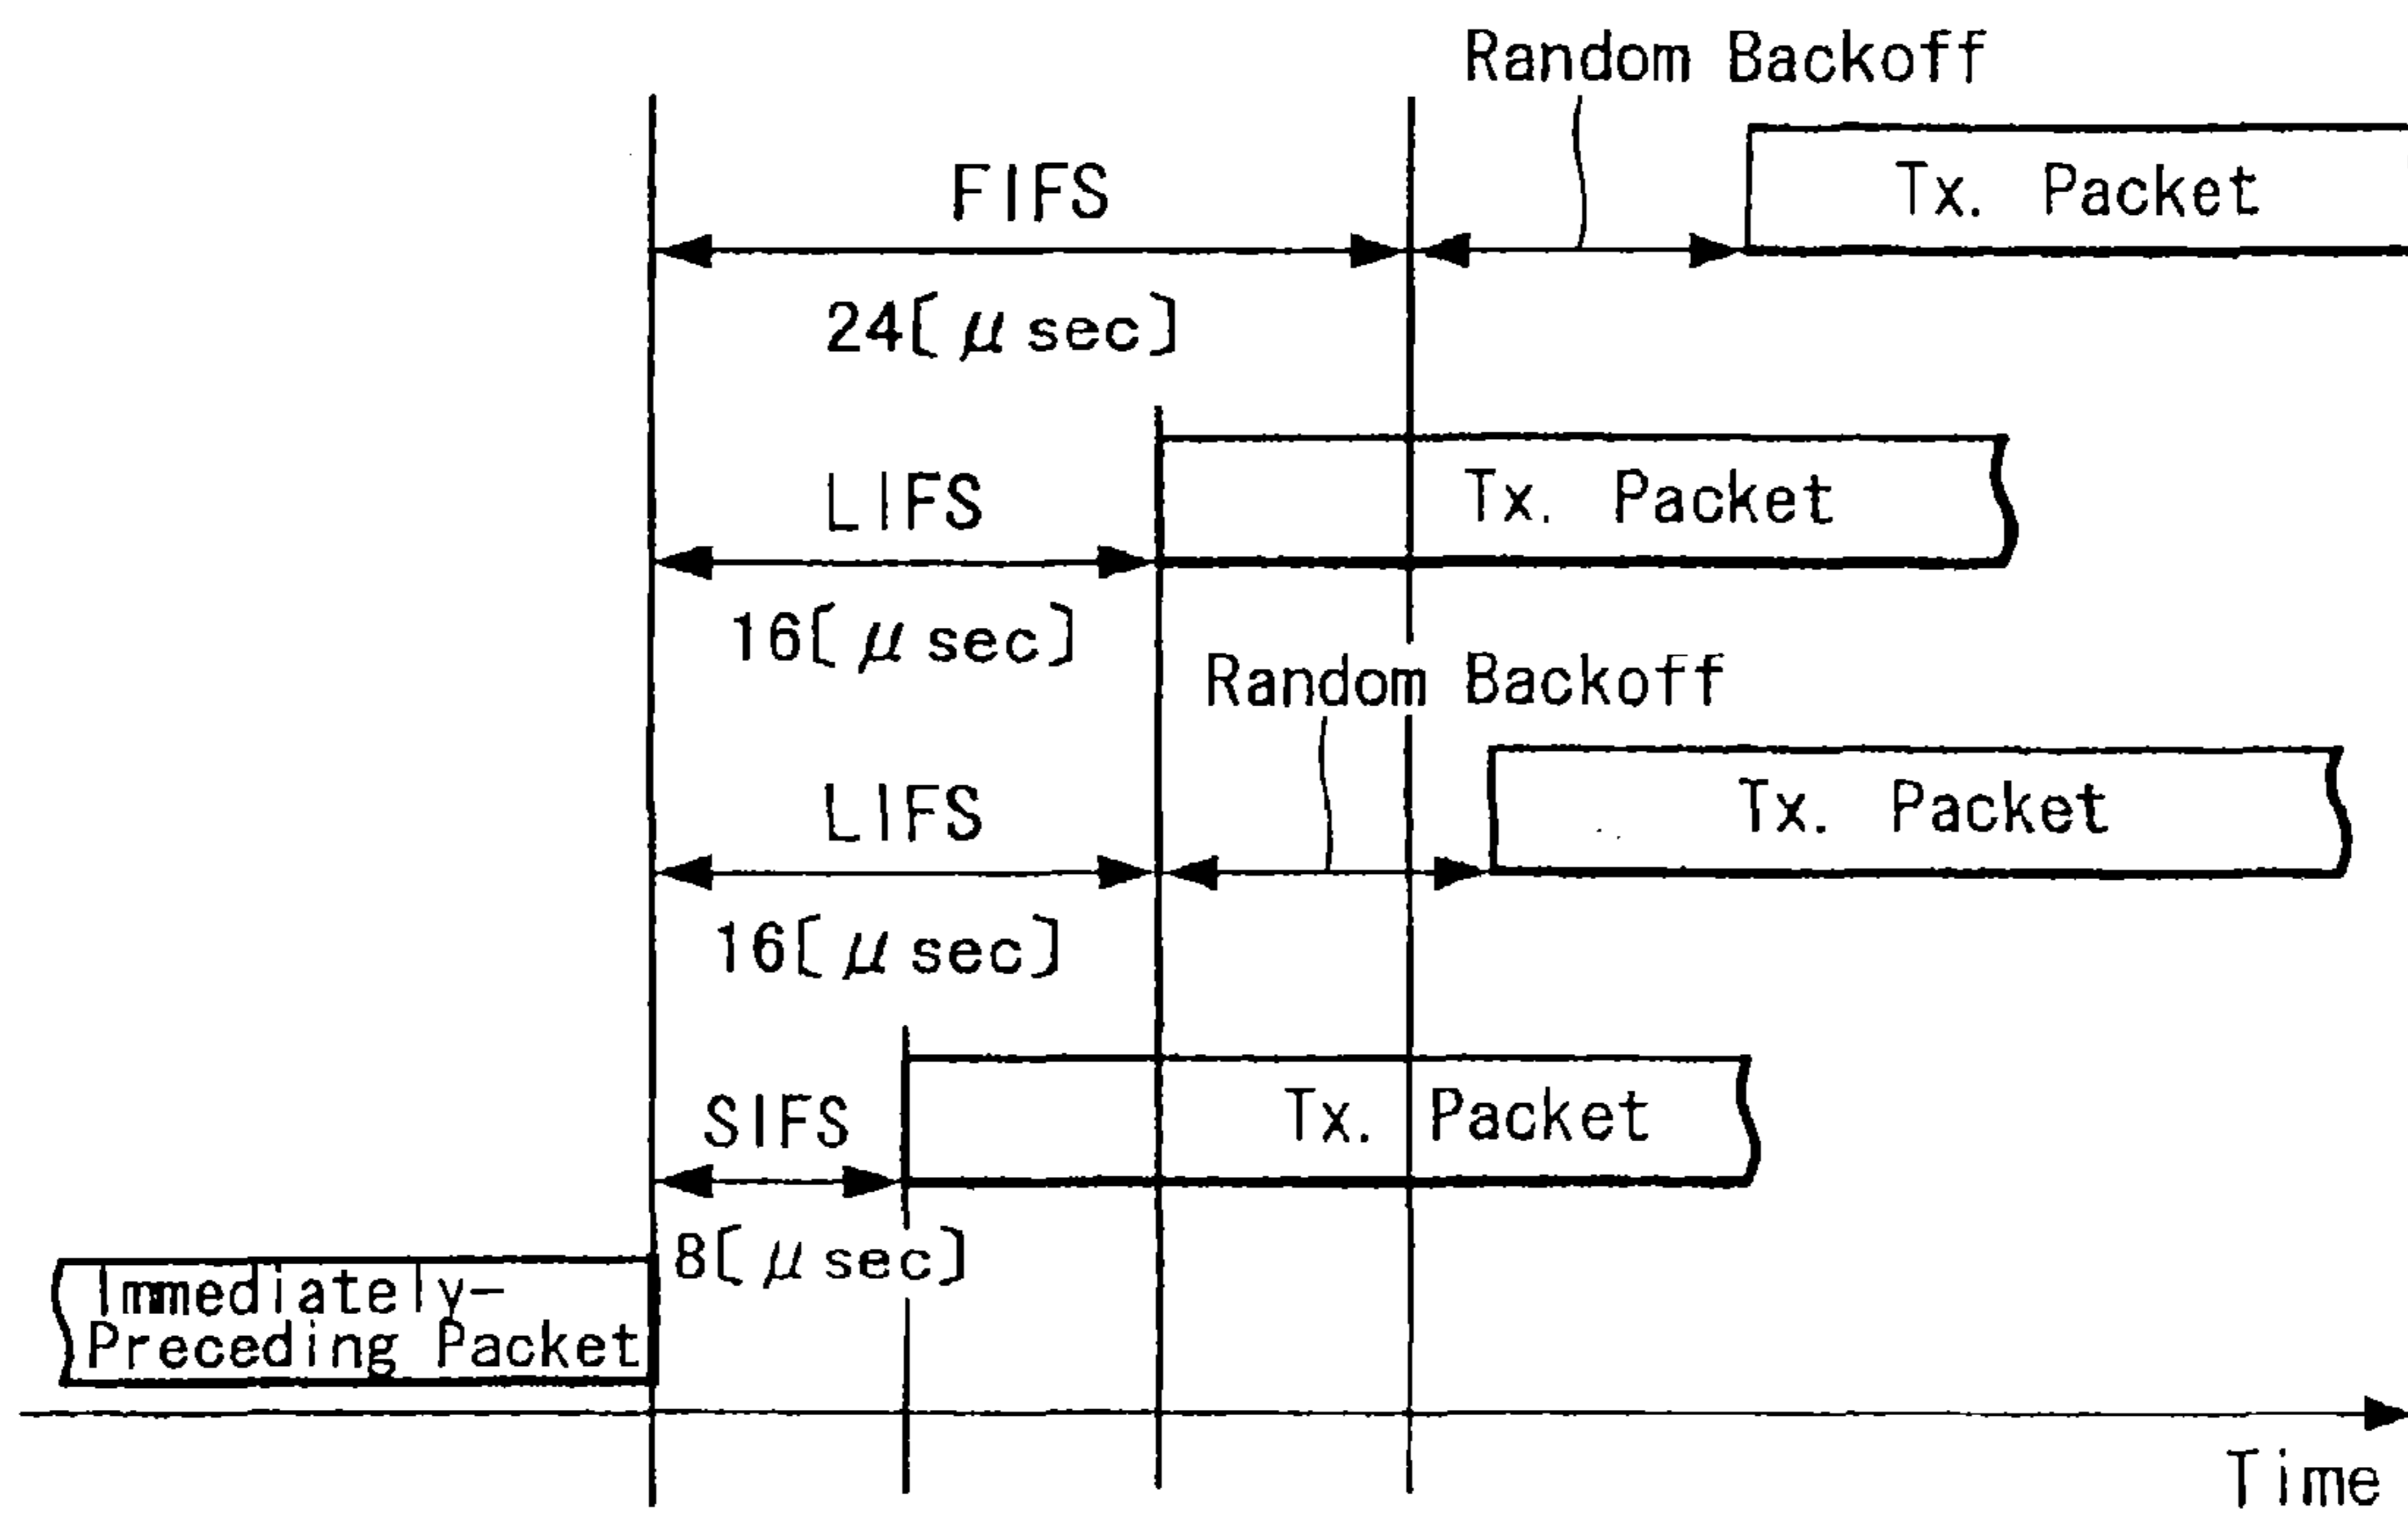 Random Backoff
FIFS
Tx. Packet
24[μsec]
LIFS
Tx. Packet
16[μsec]
Random Backoff
LIFS
Tx. Packet
16[μsec]
SIFS
Tx. Packet
8[μsec]
Immediately-
Preceding Packet
Time